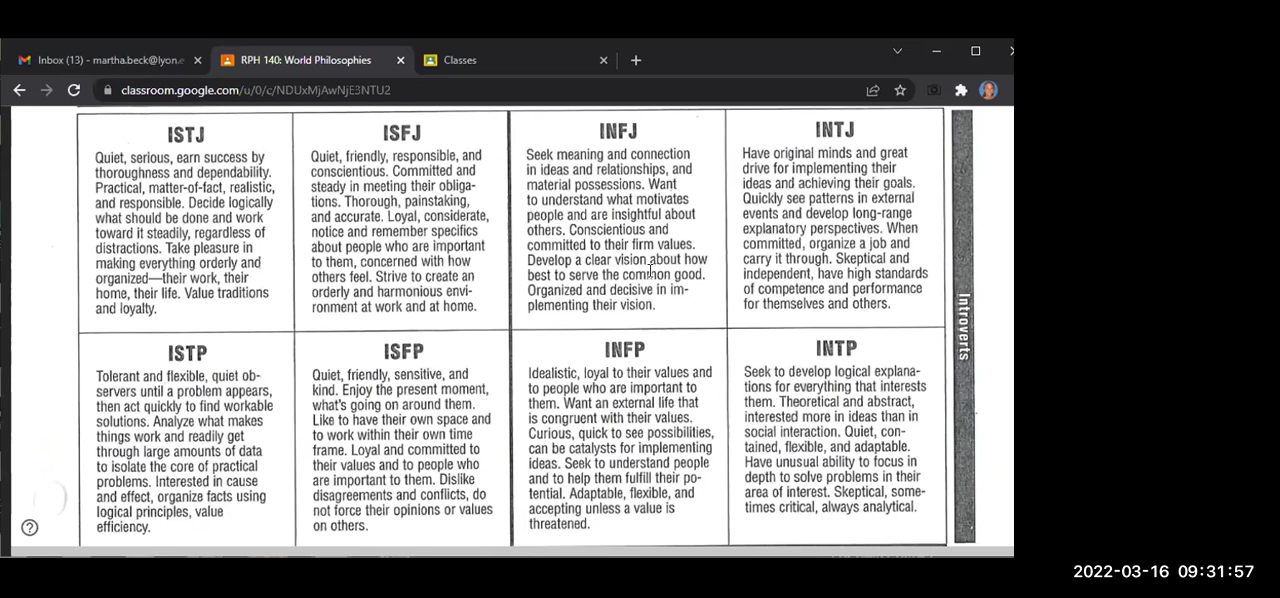 Inbox (13) - martha.beck@lyon.e
RPH 140: World Philosophies
Classes
classroom.google.com/u/0/c/NDUxMjAwNjE3NTU2
ISTJ
Quiet, serious, earn success by
thoroughness and dependability.
Practical, matter-of-fact, realistic,
and responsible. Decide logically
what should be done and work
toward it steadily, regardless of
distractions. Take pleasure in
making everything orderly and
organized—their work, their
home, their life. Value traditions
and loyalty.
ISFJ
Quiet, friendly, responsible, and
conscientious. Committed and
steady in meeting their obliga-
tions. Thorough, painstaking,
and accurate. Loyal, considerate,
notice and remember specifics
about people who are important
to them, concerned with how
others feel. Strive to create an
orderly and harmonious envi-
ronment at work and at home.
INFJ
Seek meaning and connection
in ideas and relationships, and
material possessions. Want
to understand what motivates
people and are insightful about
others. Conscientious and
committed to their firm values.
Develop a clear vision about how
best to serve the common good.
Organized and decisive in im-
plementing their vision.
INTJ
Have original minds and great
drive for implementing their
ideas and achieving their goals.
Quickly see patterns in external
events and develop long-range
explanatory perspectives. When
committed, organize a job and
carry it through. Skeptical and
independent, have high standards
of competence and performance
for themselves and others.
Introverts
ISTP
Tolerant and flexible, quiet ob-
servers until a problem appears,
then act quickly to find workable
solutions. Analyze what makes
things work and readily get
through large amounts of data
to isolate the core of practical
problems. Interested in cause
and effect, organize facts using
logical principles, value
efficiency.
ISFP
Quiet, friendly, sensitive, and
kind. Enjoy the present moment,
what's going on around them.
Like to have their own space and
to work within their own time
frame. Loyal and committed to
their values and to people who
are important to them. Dislike
disagreements and conflicts, do
not force their opinions or values
on others.
INFP
Idealistic, loyal to their values and
to people who are important to
them. Want an external life that
is congruent with their values.
Curious, quick to see possibilities,
can be catalysts for implementing
ideas. Seek to understand people
and to help them fulfill their po-
tential. Adaptable, flexible, and
accepting unless a value is
threatened.
INTP
Seek to develop logical explana-
tions for everything that interests
them. Theoretical and abstract,
interested more in ideas than in
social interaction. Quiet, con-
tained, flexible, and adaptable.
Have unusual ability to focus in
depth to solve problems in their
area of interest. Skeptical, some-
times critical, always analytical.
2022-03-16 09:31:57